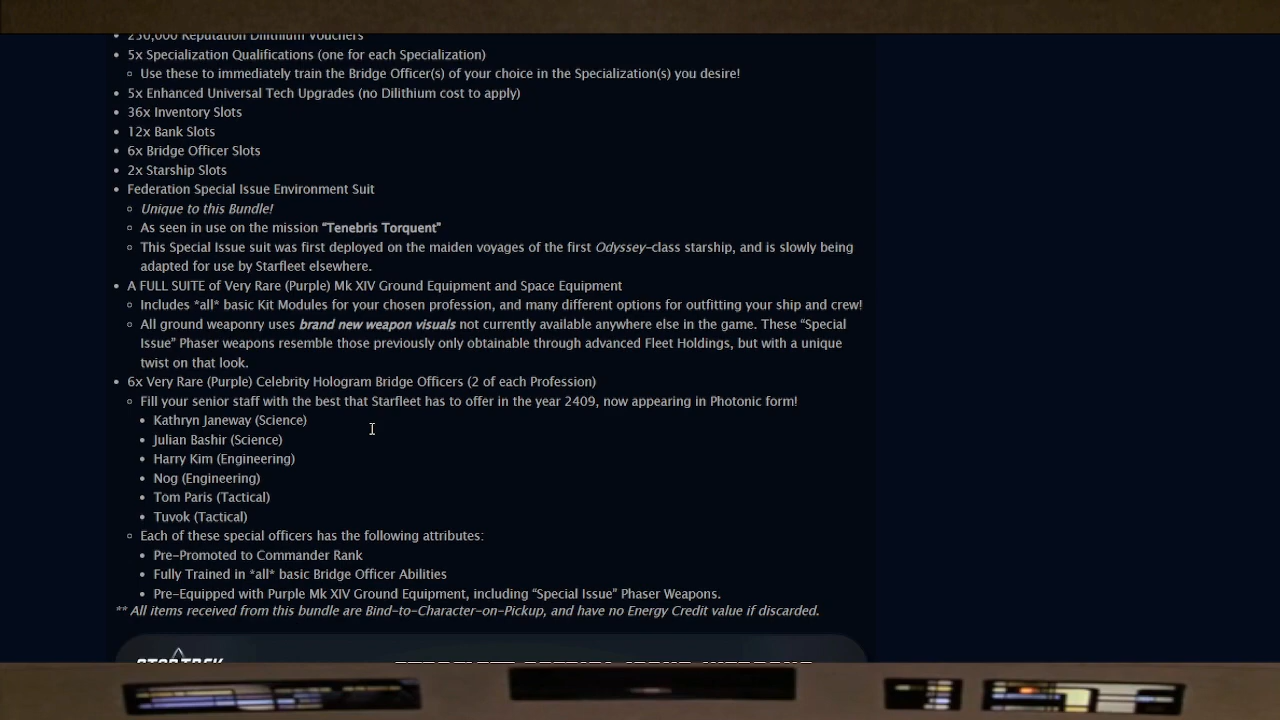 250,000 Reputation Dilithium Vouchers
• 5x Specialization Qualifications (one for each Specialization)
◦ Use these to immediately train the Bridge Officer(s) of your choice in the Specialization(s) you desire!
• 5x Enhanced Universal Tech Upgrades (no Dilithium cost to apply)
• 36x Inventory Slots
• 12x Bank Slots
• 6x Bridge Officer Slots
• 2x Starship Slots
• Federation Special Issue Environment Suit
◦ Unique to this Bundle!
◦ As seen in use on the mission “Tenebris Torquent”
◦ This Special Issue suit was first deployed on the maiden voyages of the first Odyssey-class starship, and is slowly being
adapted for use by Starfleet elsewhere.
• A FULL SUITE of Very Rare (Purple) Mk XIV Ground Equipment and Space Equipment
◦ Includes *all* basic Kit Modules for your chosen profession, and many different options for outfitting your ship and crew!
◦ All ground weaponry uses brand new weapon visuals not currently available anywhere else in the game. These “Special
Issue” Phaser weapons resemble those previously only obtainable through advanced Fleet Holdings, but with a unique
twist on that look.
• 6x Very Rare (Purple) Celebrity Hologram Bridge Officers (2 of each Profession)
◦ Fill your senior staff with the best that Starfleet has to offer in the year 2409, now appearing in Photonic form!
• Kathryn Janeway (Science)
• Julian Bashir (Science)
• Harry Kim (Engineering)
• Nog (Engineering)
• Tom Paris (Tactical)
• Tuvok (Tactical)
◦ Each of these special officers has the following attributes:
• Pre-Promoted to Commander Rank
• Fully Trained in *all* basic Bridge Officer Abilities
• Pre-Equipped with Purple Mk XIV Ground Equipment, including “Special Issue” Phaser Weapons.
** All items received from this bundle are Bind-to-Character-on-Pickup, and have no Energy Credit value if discarded.
STAR TREK